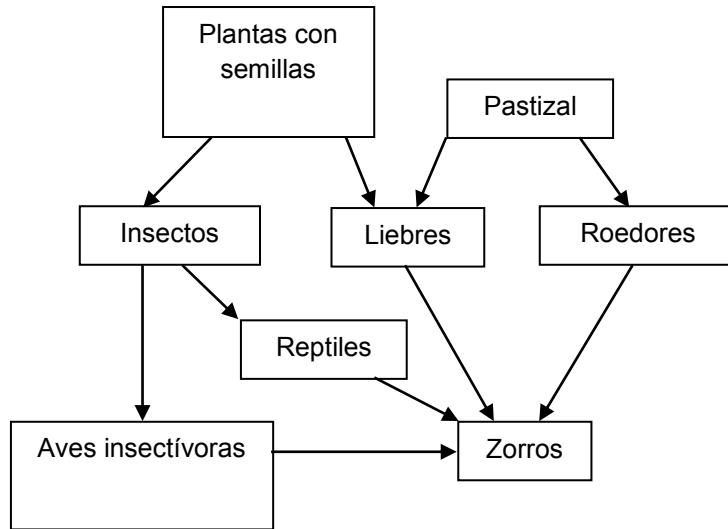 Plantas con
semillas
Pastizal
Insectos
Liebres
Roedores
Reptiles
Aves insectívoras
Zorros